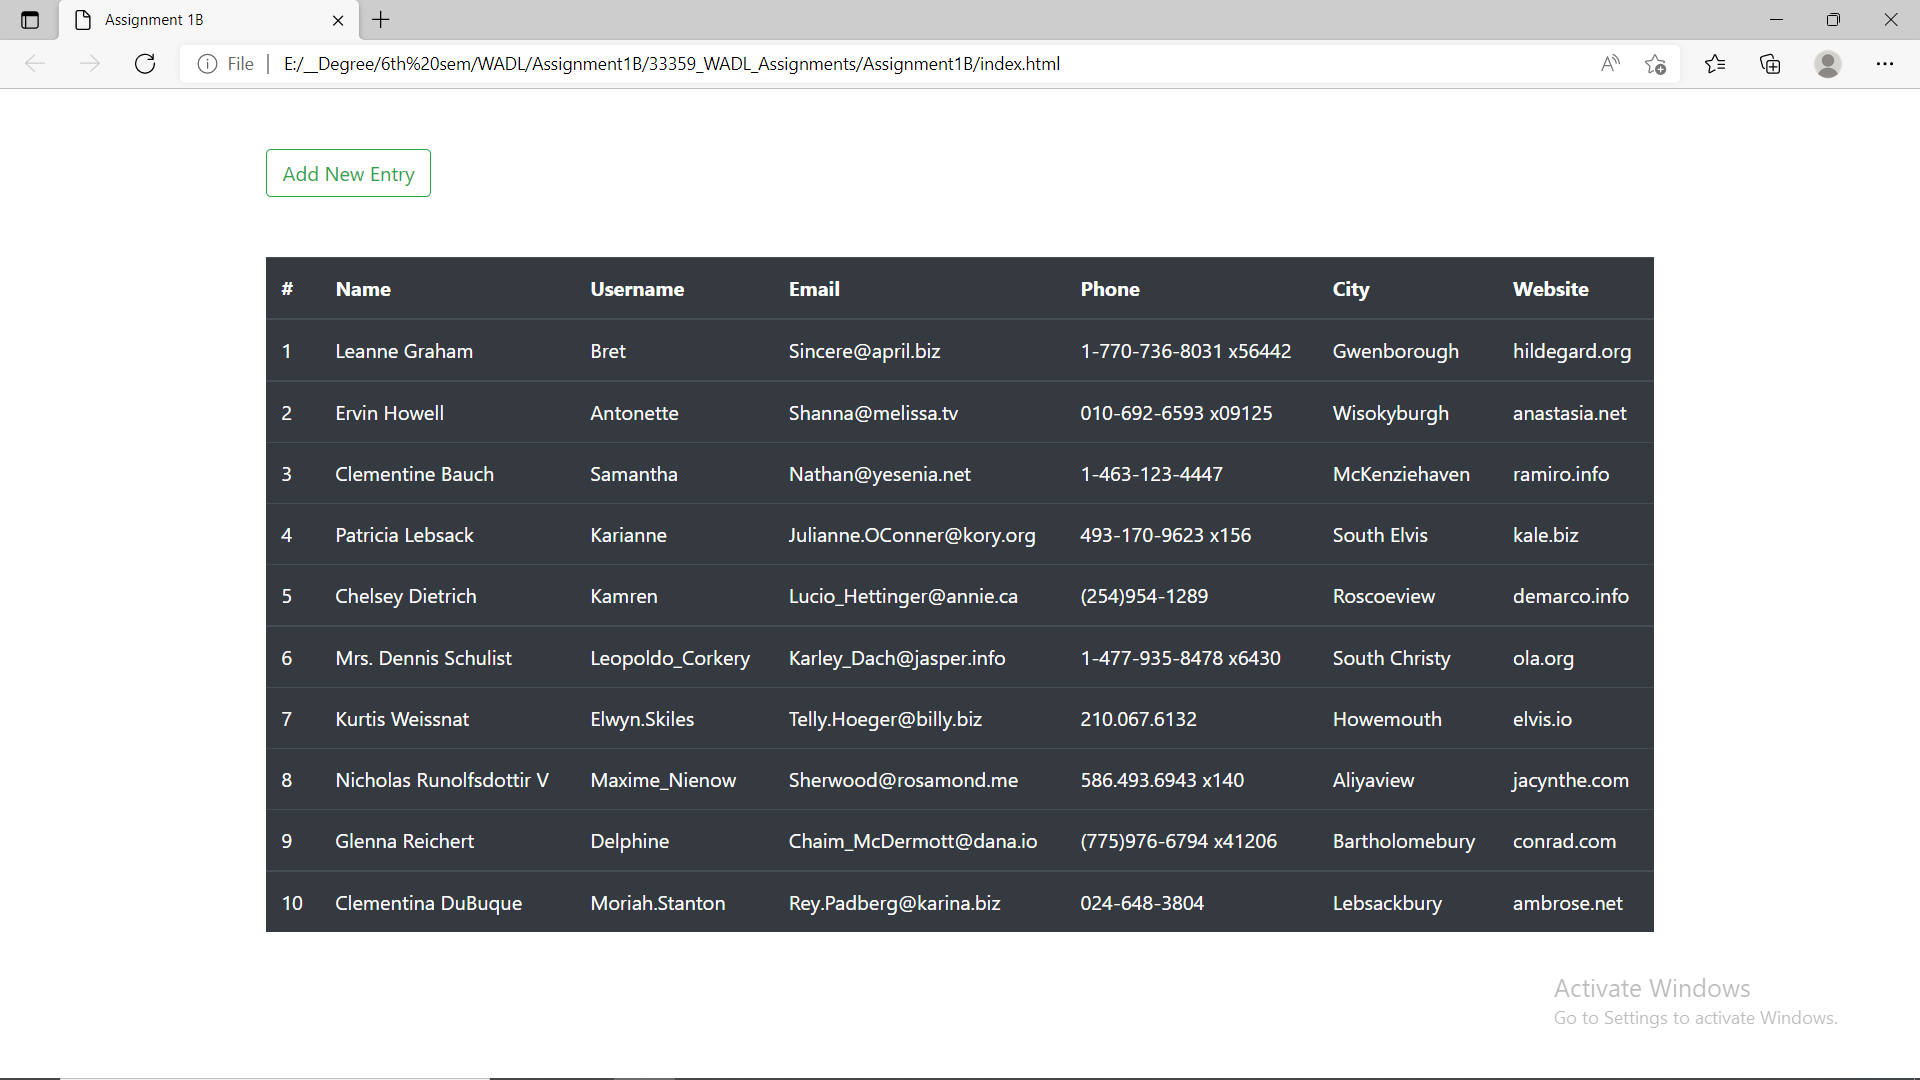 Assignment 1B
File | E:/__Degree/6th%20sem/WADL/Assignment1B/33359_WADL_Assignments/Assignment1B/index.html
Add New Entry
# Name Username Email Phone City Website
1 Leanne Graham Bret Sincere@april.biz 1-770-736-8031 x56442 Gwenborough hildegard.org
2 Ervin Howell Antonette Shanna@melissa.tv 010-692-6593 x09125 Wisokyburgh anastasia.net
3 Clementine Bauch Samantha Nathan@yesenia.net 1-463-123-4447 McKenziehaven ramiro.info
4 Patricia Lebsack Karianne Julianne.OConner@kory.org 493-170-9623 x156 South Elvis kale.biz
5 Chelsey Dietrich Kamren Lucio_Hettinger@annie.ca (254)954-1289 Roscoeview demarco.info
6 Mrs. Dennis Schulist Leopoldo_Corkery Karley_Dach@jasper.info 1-477-935-8478 x6430 South Christy ola.org
7 Kurtis Weissnat Elwyn.Skiles Telly.Hoeger@billy.biz 210.067.6132 Howemouth elvis.io
8 Nicholas Runolfsdottir V Maxime_Nienow Sherwood@rosamond.me 586.493.6943 x140 Aliyaview jacynthe.com
9 Glenna Reichert Delphine Chaim_McDermott@dana.io (775)976-6794 x41206 Bartholomebury conrad.com
10 Clementina DuBuque Moriah.Stanton Rey.Padberg@karina.biz 024-648-3804 Lebsackbury ambrose.net
Activate Windows
Go to Settings to activate Windows.